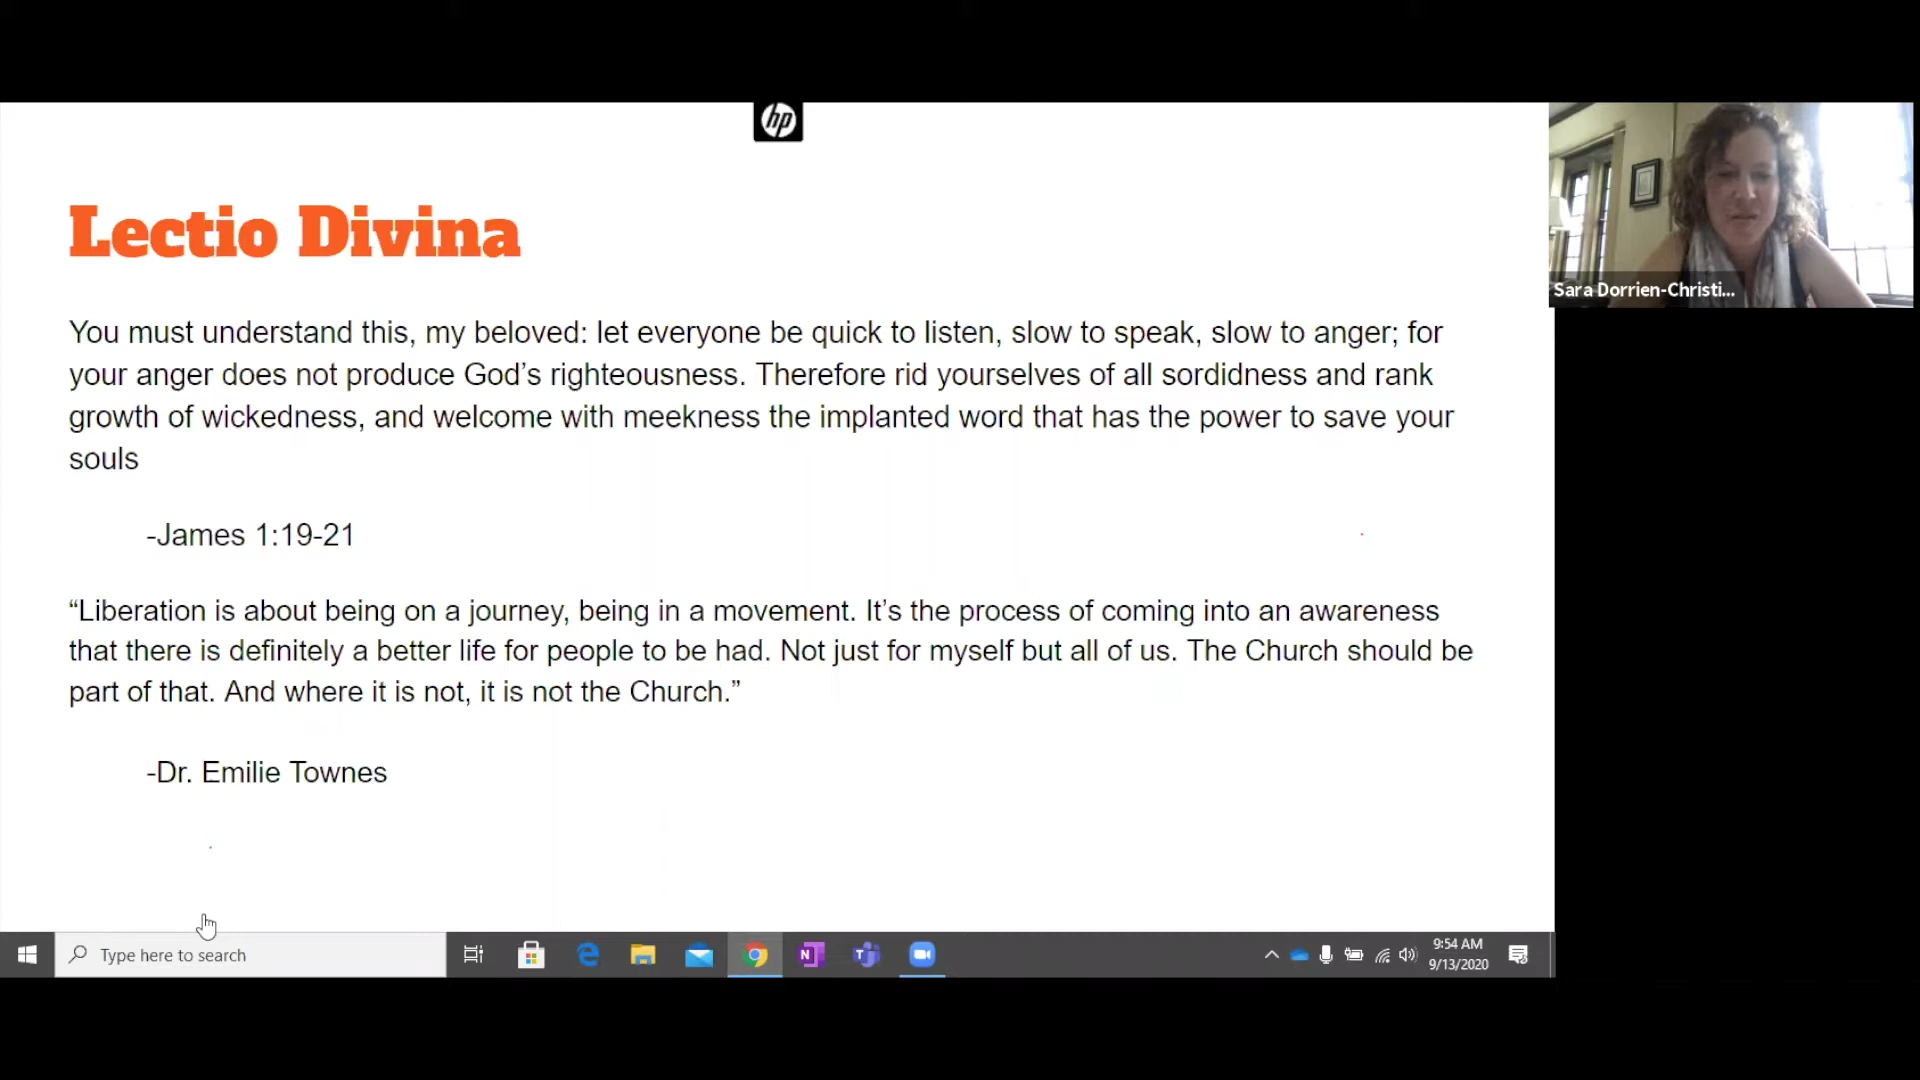 hp
Lectio Divina
Sara Dorrien-Christi...
You must understand this, my beloved: let everyone be quick to listen, slow to speak, slow to anger; for
your anger does not produce God’s righteousness. Therefore rid yourselves of all sordidness and rank
growth of wickedness, and welcome with meekness the implanted word that has the power to save your
souls
-James 1:19-21
“Liberation is about being on a journey, being in a movement. It’s the process of coming into an awareness
that there is definitely a better life for people to be had. Not just for myself but all of us. The Church should be
part of that. And where it is not, it is not the Church.”
-Dr. Emilie Townes
Type here to search
9:54 AM
9/13/2020